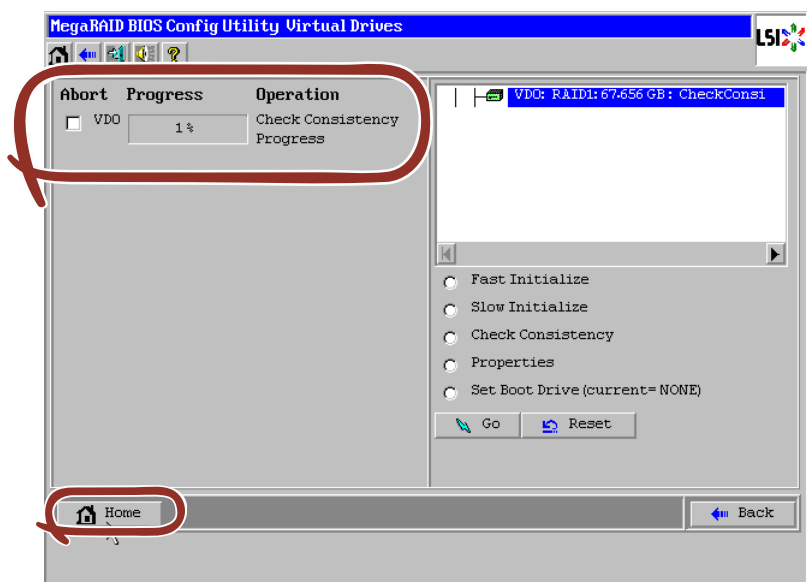 MegaRAID BIOS Config Utility Virtual Drives
LSI
Abort Progress Operation
VD0 1% Check Consistency
Progress
VD0: RAID1: 67.656 GB: CheckConsi
Fast Initialize
Slow Initialize
Check Consistency
Properties
Set Boot Drive (current= NONE)
Go Reset
Home Back